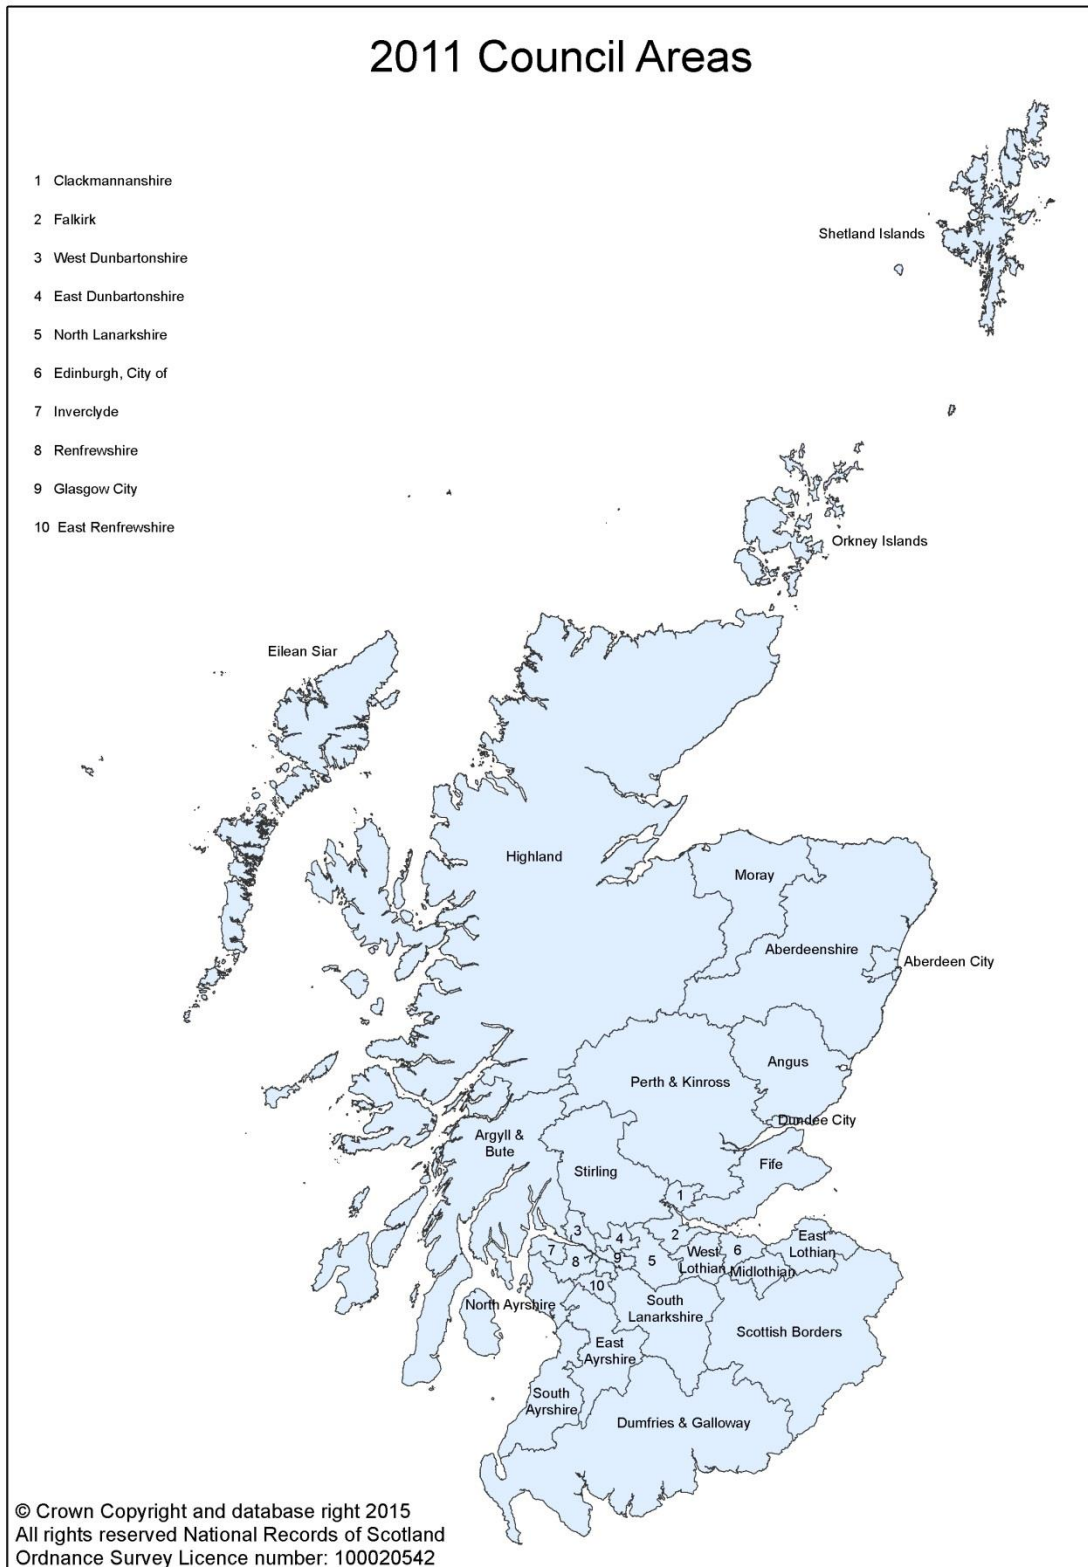 2011 Council Areas
1 Clackmannanshire
2 Falkirk
3 West Dunbartonshire
4 East Dunbartonshire
5 North Lanarkshire
6 Edinburgh, City of
7 Inverclyde
8 Renfrewshire
9 Glasgow City
10 East Renfrewshire
Shetland Islands
Orkney Islands
Eilean Siar
Highland
Moray
Aberdeenshire
Aberdeen City
Angus
Perth & Kinross
Dundee City
Argyll &
Bute
Stirling
Fife
1
3
4
2
7
8
9
5
West
Lothian
6
East
Lothian
Midlothian
10
North Ayrshire
South
Lanarkshire
Scottish Borders
East
Ayrshire
South
Ayrshire
Dumfries & Galloway
© Crown Copyright and database right 2015
All rights reserved National Records of Scotland
Ordnance Survey Licence number: 100020542